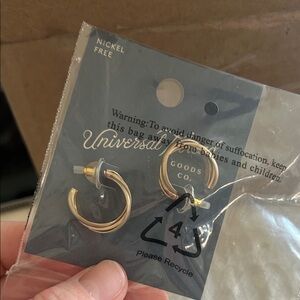 NICKEL
FREE
Warning:To avoid danger of suffocation, keep
this bag away from babies and children.
Universal
GOODS
CO.
4
Please Recycle